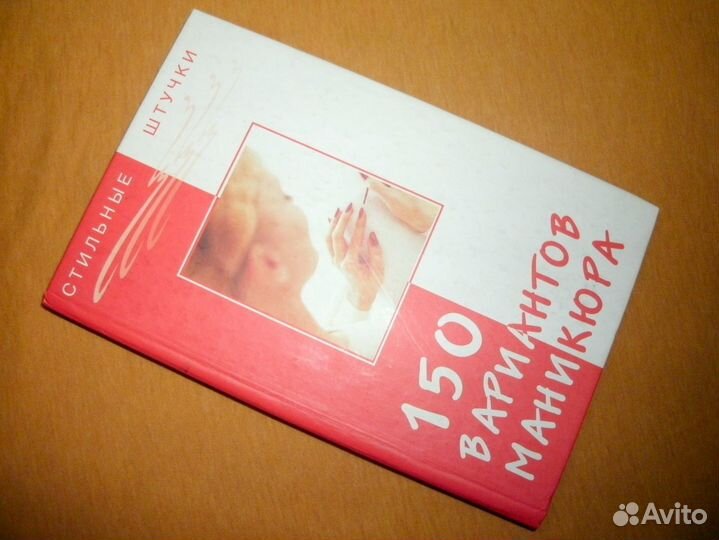 СТИЛЬНЫЕ ШТУЧКИ
150
ВАРИАНТОВ
МАНИКЮРА
Avito